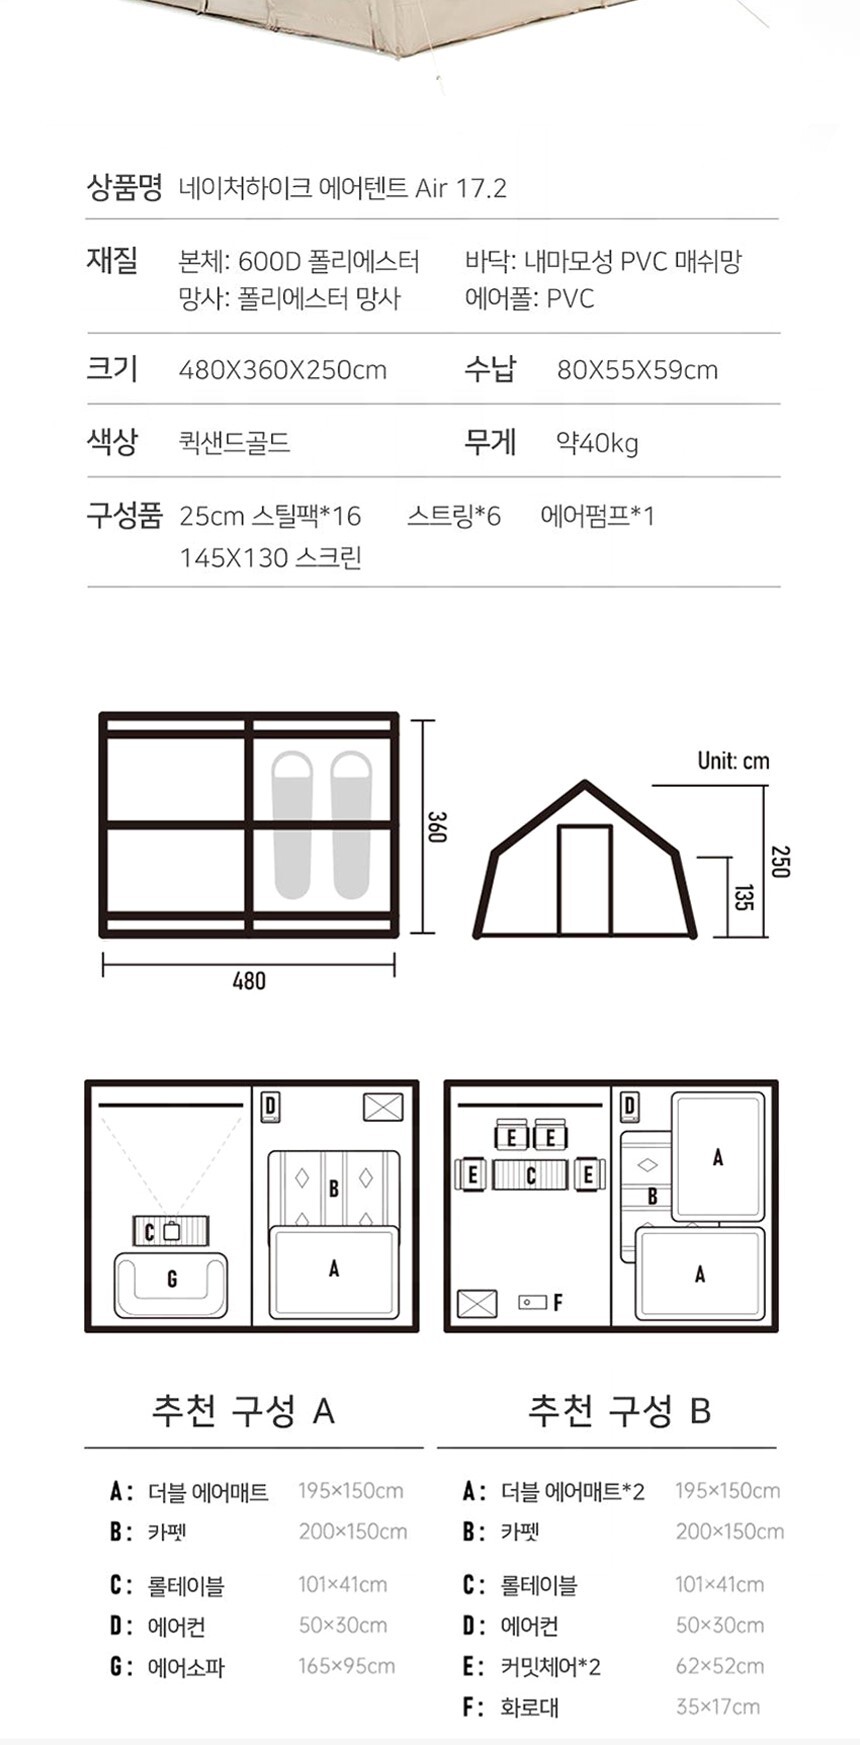 상품명 네이처하이크 에어텐트 Air 17.2
재질 본체: 600D 폴리에스터 바닥: 내마모성 PVC 매쉬망
망사: 폴리에스터 망사 에어폴: PVC
크기 480X360X250cm 수납 80X55X59cm
색상 퀵샌드골드 무게 약40kg
구성품 25cm 스틸팩*16 스트링*6 에어펌프*1
145X130 스크린
360
480
Unit: cm
250
135
D
B
C
A
G
D
E E
A
E C E
B
A
F
추천 구성 A
A: 더블 에어매트 195×150cm
B: 카펫 200×150cm
C: 롤테이블 101×41cm
D: 에어컨 50×30cm
G: 에어소파 165×95cm
추천 구성 B
A: 더블 에어매트*2 195×150cm
B: 카펫 200×150cm
C: 롤테이블 101×41cm
D: 에어컨 50×30cm
E: 커밋체어*2 62×52cm
F: 화로대 35×17cm